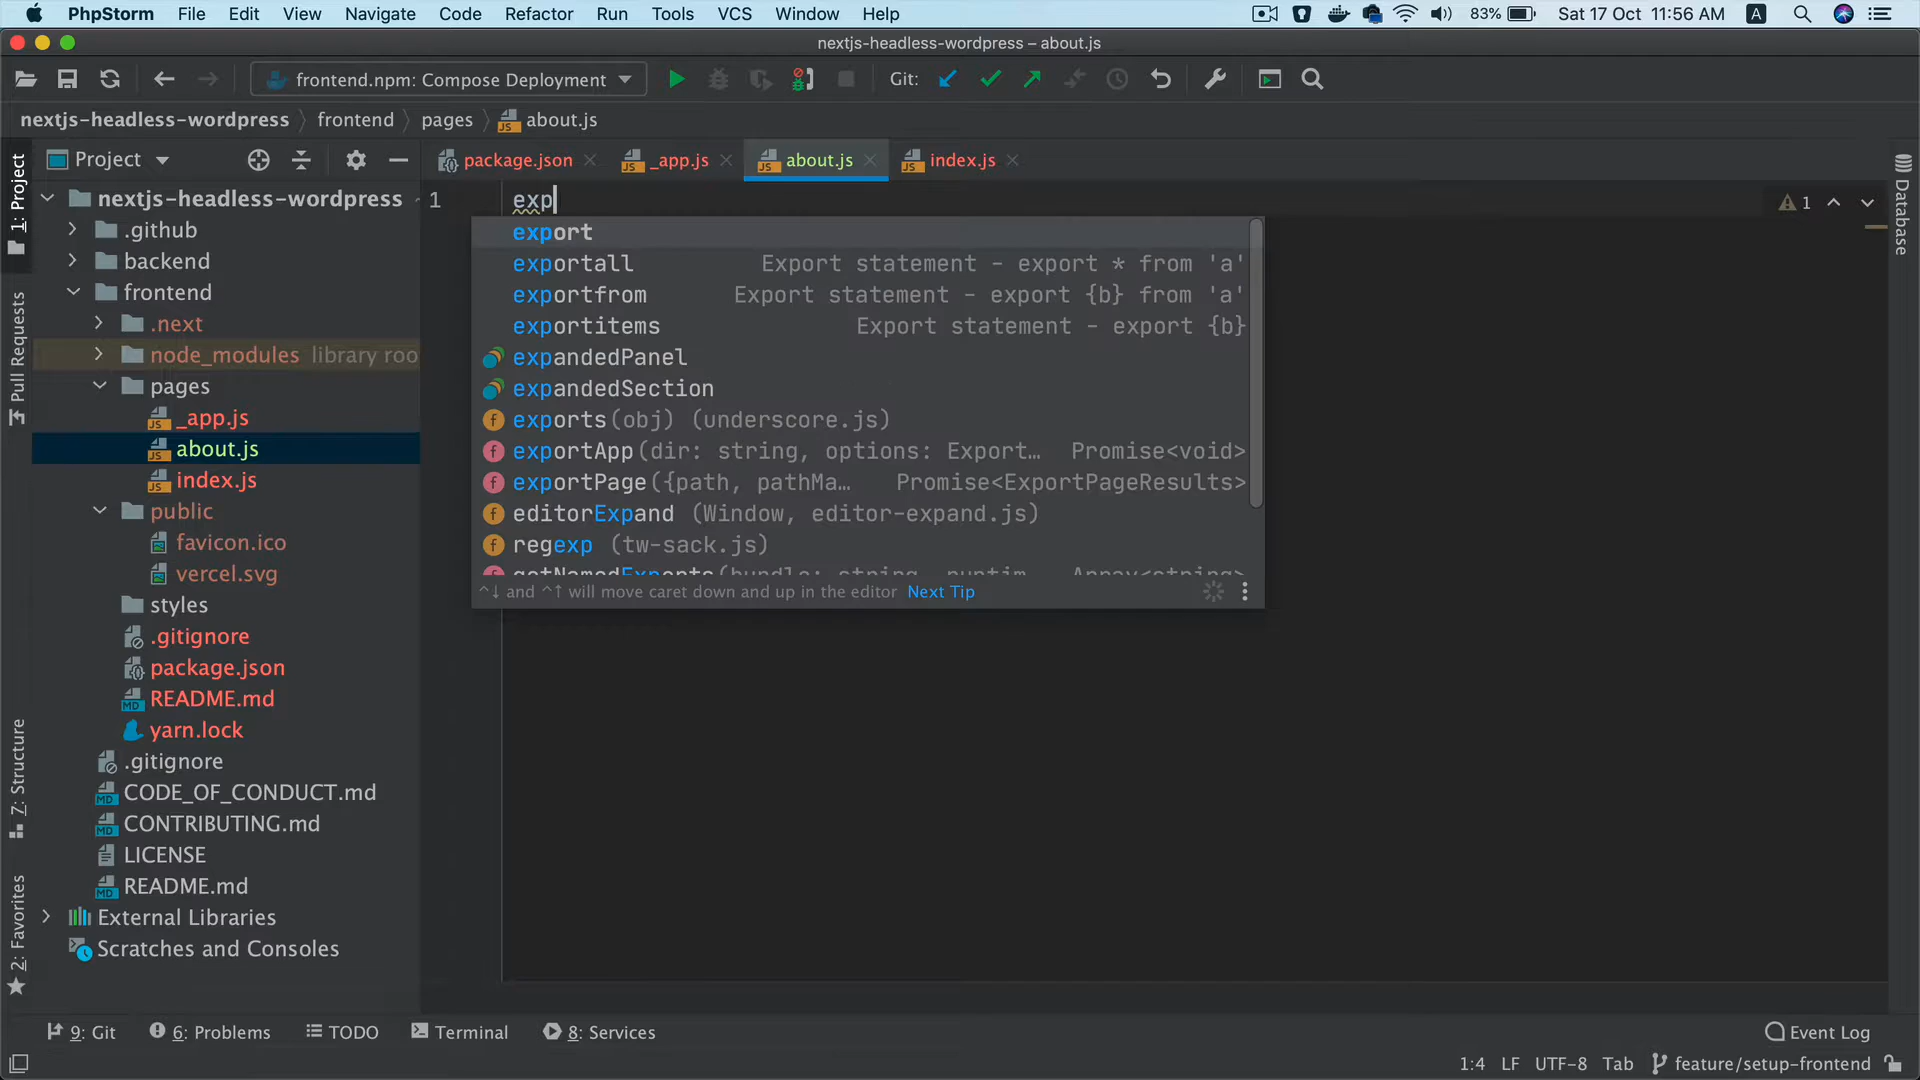 PhpStorm File Edit View Navigate Code Refactor Run Tools VCS Window Help 83% Sat 17 Oct 11:56 AM A
nextjs-headless-wordpress – about.js
frontend.npm: Compose Deployment Git:
nextjs-headless-wordpress frontend pages about.js
Project package.json _app.js about.js index.js
1: Project
Pull Requests
7: Structure
2: Favorites
Database
nextjs-headless-wordpress
.github
backend
frontend
.next
node_modules library roo
pages
_app.js
about.js
index.js
public
favicon.ico
vercel.svg
styles
.gitignore
package.json
README.md
yarn.lock
.gitignore
CODE_OF_CONDUCT.md
CONTRIBUTING.md
LICENSE
README.md
External Libraries
Scratches and Consoles
1 exp 1
export
exportall Export statement - export * from 'a'
exportfrom Export statement - export {b} from 'a'
exportitems Export statement - export {b}
expandedPanel
expandedSection
exports(obj) (underscore.js)
exportApp(dir: string, options: Export… Promise<void>
exportPage({path, pathMa… Promise<ExportPageResults>
editorExpand (Window, editor-expand.js)
regexp (tw-sack.js)
getNamedExports(bundle: string, runtim… Array<string>
^↓ and ^↑ will move caret down and up in the editor Next Tip
9: Git 6: Problems TODO Terminal 8: Services Event Log
1:4 LF UTF-8 Tab feature/setup-frontend